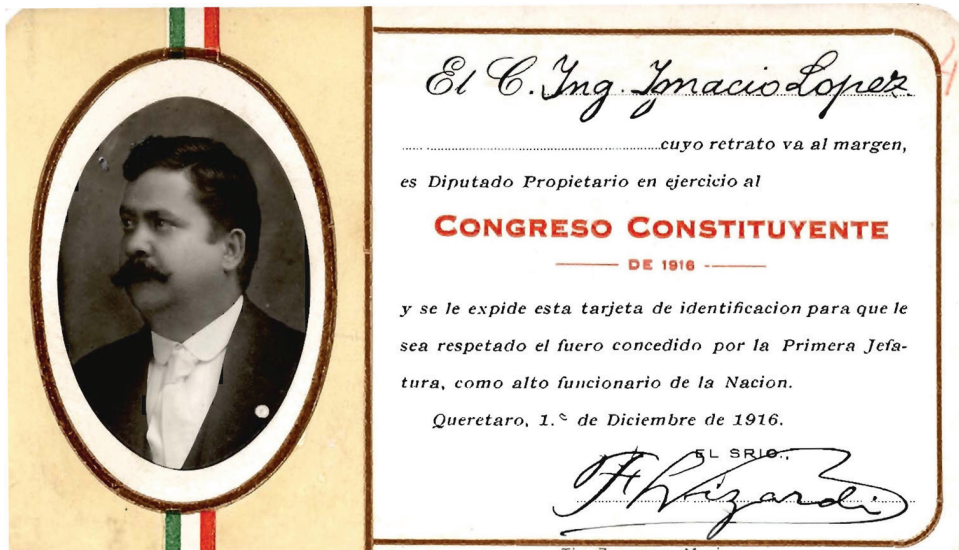 El C. Ing. Ignacio Lopez.
cuyo retrato va al margen,
es Diputado Propietario en ejercicio al
CONGRESO CONSTITUYENTE
DE 1916
y se le expide esta tarjeta de identificacion para que le
sea respetado el fuero concedido por la Primera Jefa-
tura, como alto funcionario de la Nacion.
Queretaro, 1.º de Diciembre de 1916.
EL SRIO.,
F Lizardi